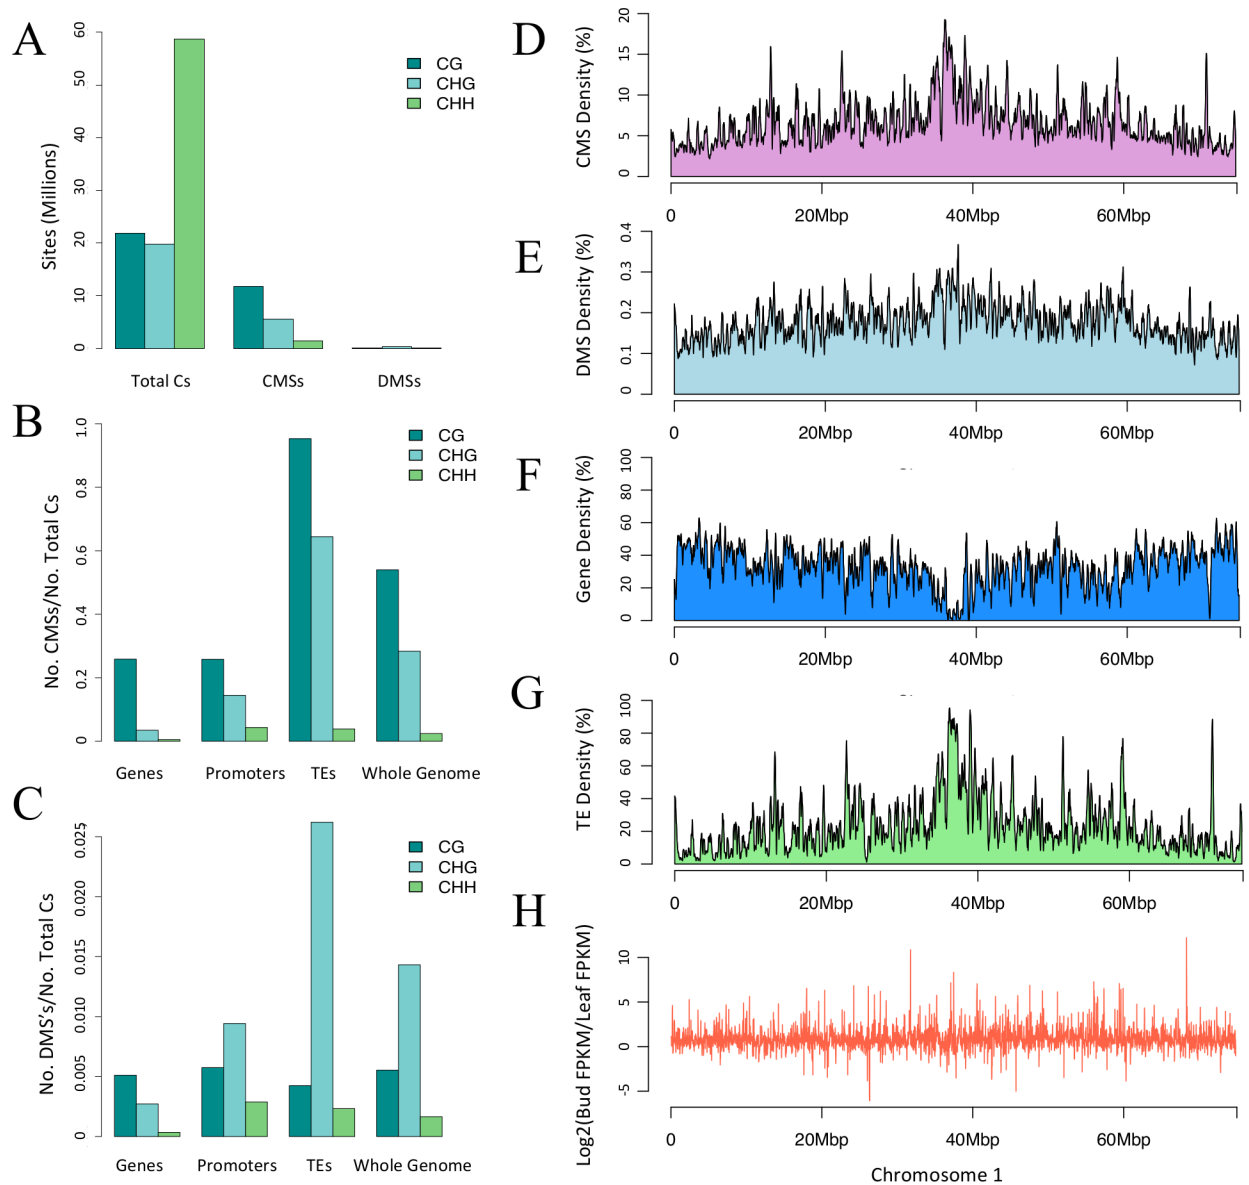 A
Sites (Millions)
60
50
40
30
20
10
0
CG
CHG
CHH
Total Cs CMSs DMSs
B
No. CMSs/No. Total Cs
1.0
0.8
0.6
0.4
0.2
0
CG
CHG
CHH
Genes Promoters TEs Whole Genome
C
No. DMS's/No. Total Cs
0.025
0.020
0.015
0.010
0.005
0
CG
CHG
CHH
Genes Promoters TEs Whole Genome
D
CMS Density (%)
20
15
10
5
0
0 20Mbp 40Mbp 60Mbp
E
DMS Density (%)
0.4
0.3
0.2
0.1
0
0 20Mbp 40Mbp 60Mbp
F
Gene Density (%)
100
80
60
40
20
0
0 20Mbp 40Mbp 60Mbp
G
TE Density (%)
100
80
60
40
20
0
0 20Mbp 40Mbp 60Mbp
H
Log2(Bud FPKM/Leaf FPKM)
10
5
0
-5
0 20Mbp 40Mbp 60Mbp
Chromosome 1